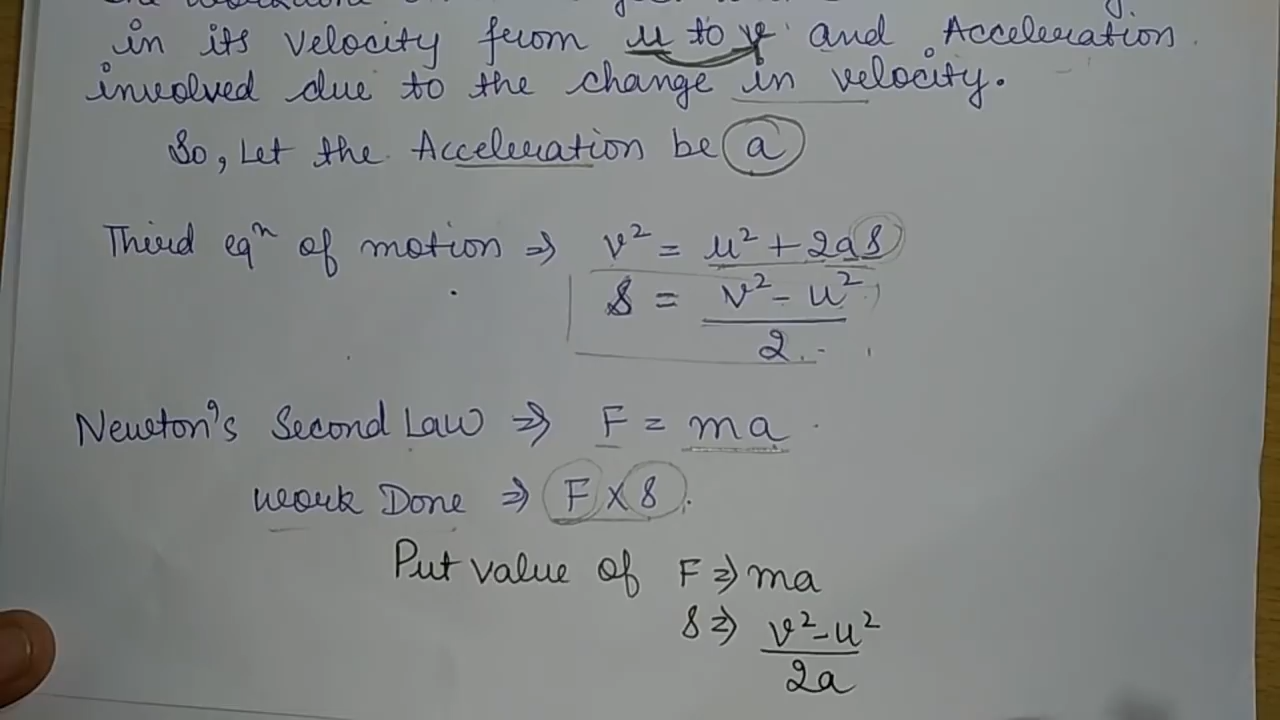 in its velocity from u to v and Acceleration
involved due to the change in velocity.
So, Let the Acceleration be a
Third eqⁿ of motion ⇒ v² = u² + 2as
s = v² - u²
2
Newton's Second Law ⇒ F = ma
Work Done ⇒ F x s.
Put value of F ⇒ ma
s ⇒ v² - u²
2a